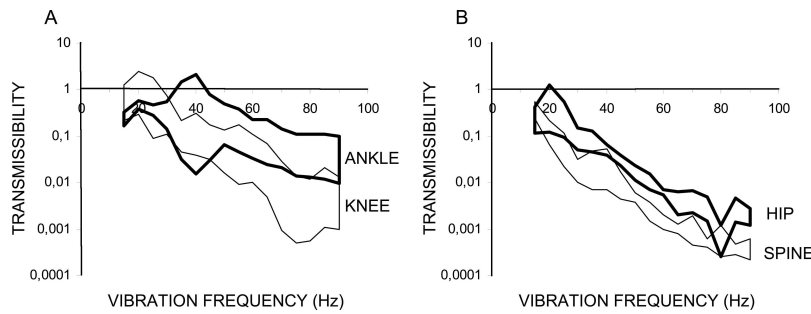 A
TRANSMISSIBILITY
10
1
0,1
0,01
0,001
0,0001
0 20 40 60 80 100
ANKLE
KNEE
VIBRATION FREQUENCY (Hz)
B
TRANSMISSIBILITY
10
1
0,1
0,01
0,001
0,0001
0 20 40 60 80 100
HIP
SPINE
VIBRATION FREQUENCY (Hz)